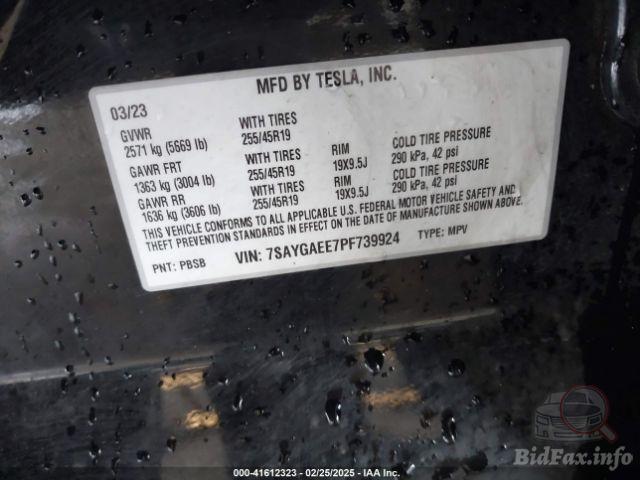 MFD BY TESLA, INC.
03/23
GVWR WITH TIRES
2571 kg (5669 lb) 255/45R19
GAWR FRT WITH TIRES RIM COLD TIRE PRESSURE
1363 kg (3004 lb) 255/45R19 19X9.5J 290 kPa, 42 psi
GAWR RR WITH TIRES RIM COLD TIRE PRESSURE
1636 kg (3606 lb) 255/45R19 19X9.5J 290 kPa, 42 psi
THIS VEHICLE CONFORMS TO ALL APPLICABLE U.S. FEDERAL MOTOR VEHICLE SAFETY AND
THEFT PREVENTION STANDARDS IN EFFECT ON THE DATE OF MANUFACTURE SHOWN ABOVE.
PNT: PBSB VIN: 7SAYGAEE7PF739924 TYPE: MPV
BidFax.info
000-41612323 - 02/25/2025 - IAA Inc.